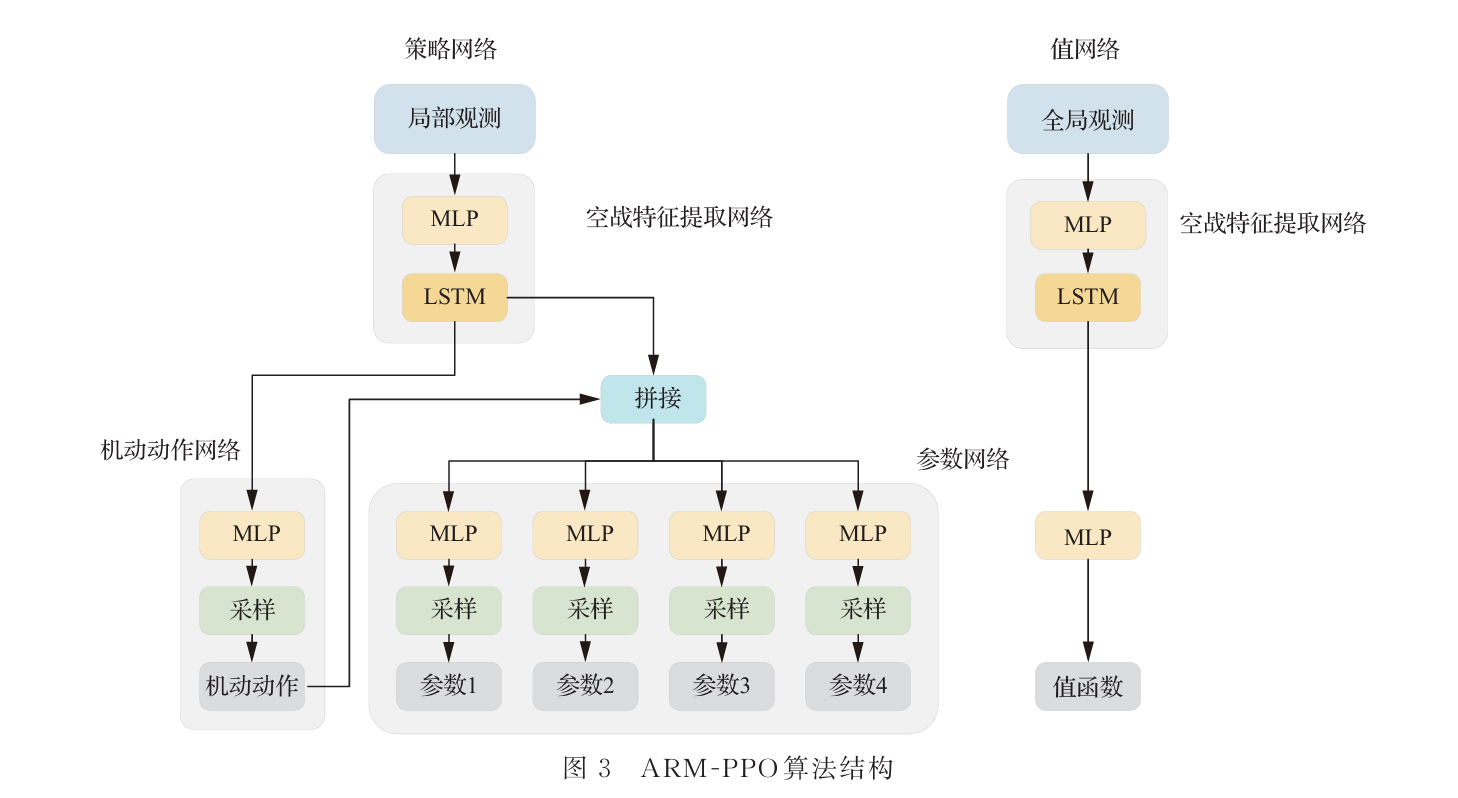 策略网络
值网络
局部观测
全局观测
MLP
空战特征提取网络
MLP
空战特征提取网络
LSTM
LSTM
拼接
机动动作网络
参数网络
MLP
MLP
MLP
MLP
MLP
MLP
采样
采样
采样
采样
采样
机动动作
参数1
参数2
参数3
参数4
值函数
图 3 ARM-PPO算法结构